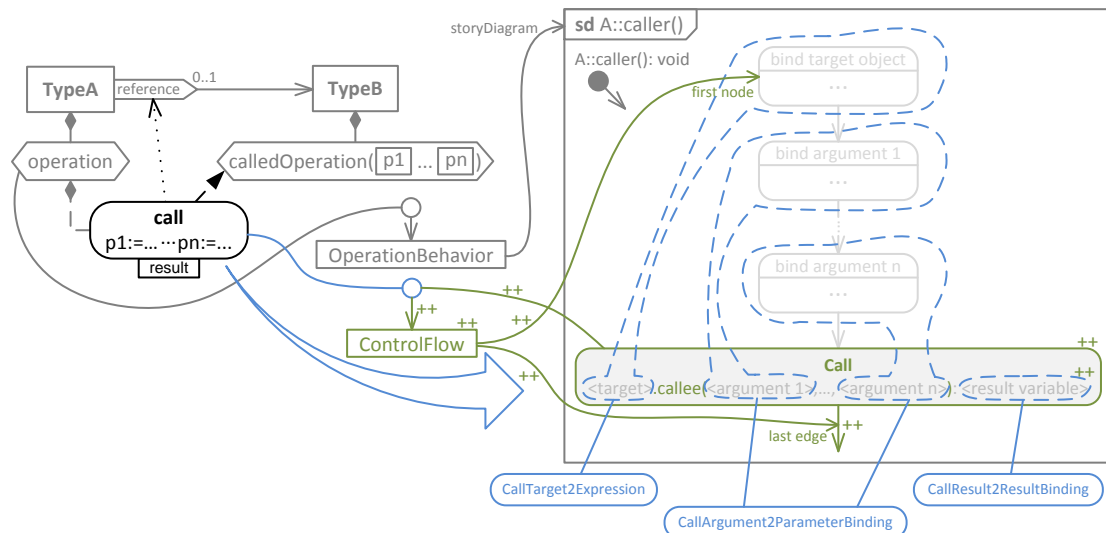 storyDiagram
sd A::caller()
A::caller(): void
TypeA
reference
0..1
TypeB
bind target object
...
first node
operation
calledOperation( p1 ... pn )
bind argument 1
...
call
p1:=... ...pn:=...
result
OperationBehavior
bind argument n
...
++
++
++
++
ControlFlow
++
++
Call
++
<target>.callee(<argument 1>,..., <argument n>): <result variable>
++
last edge
++
CallTarget2Expression
CallArgument2ParameterBinding
CallResult2ResultBinding